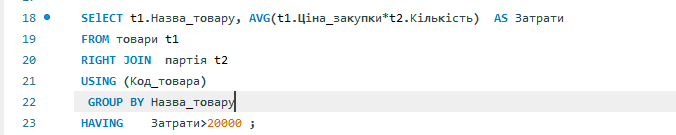 18 SElECT t1.Назва_товару, AVG(t1.Ціна_закупки*t2.Кількість) AS Затрати
19 FROM товари t1
20 RIGHT JOIN партія t2
21 USING (Код_товара)
22 GROUP BY Назва_товару
23 HAVING Затрати>20000 ;